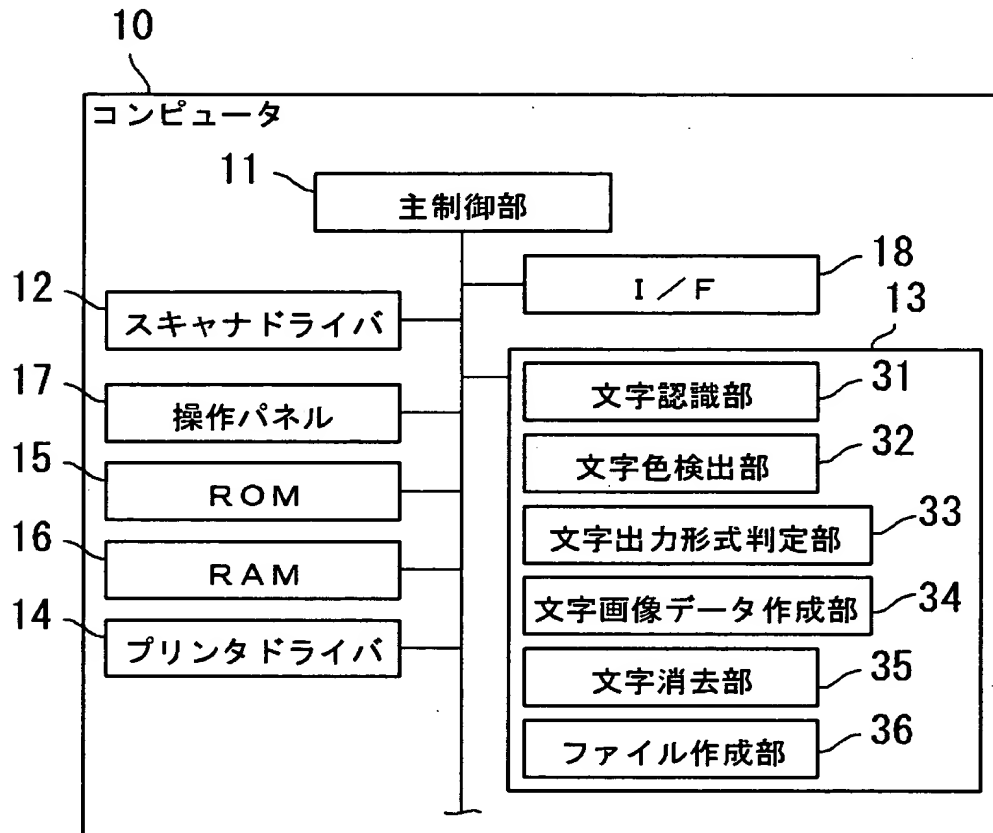 10
コンピュータ
11
主制御部
18
I/F
12
スキャナドライバ
13
17
操作パネル
31
文字認識部
15
ROM
32
文字色検出部
16
RAM
33
文字出力形式判定部
14
プリンタドライバ
34
文字画像データ作成部
35
文字消去部
36
ファイル作成部